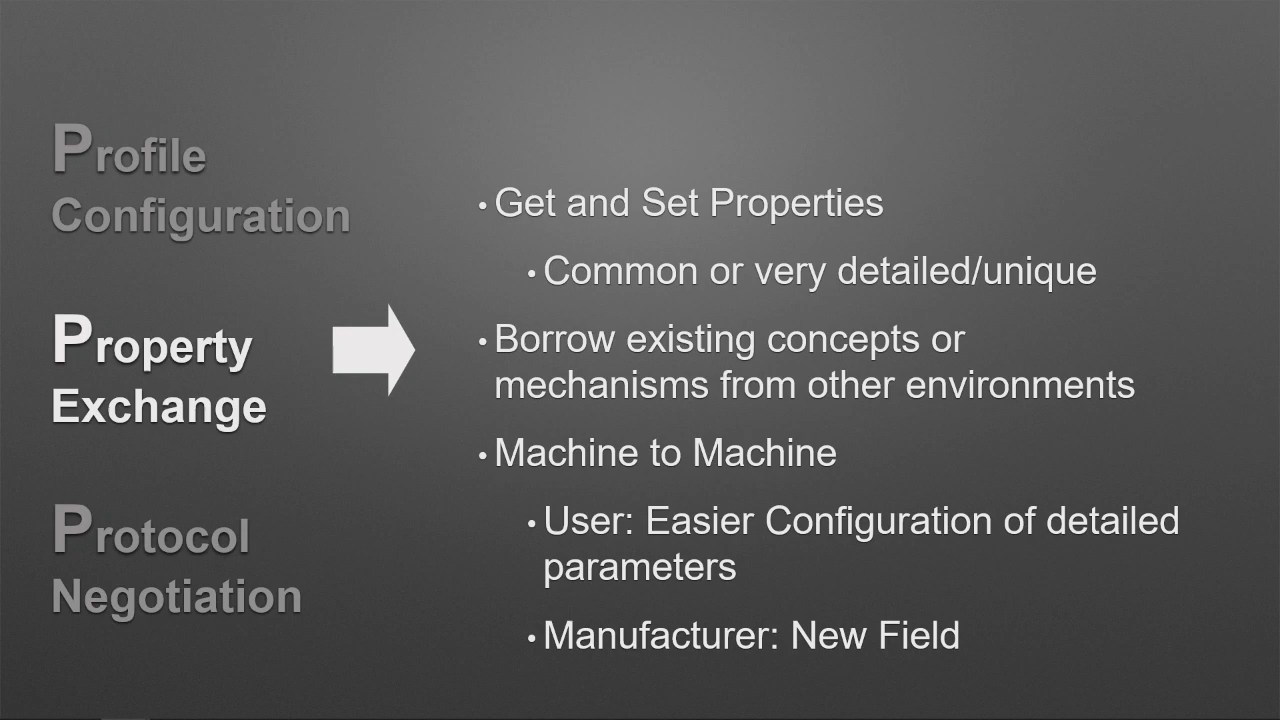 Profile
Configuration
Property
Exchange
Protocol
Negotiation
• Get and Set Properties
• Common or very detailed/unique
• Borrow existing concepts or
mechanisms from other environments
• Machine to Machine
• User: Easier Configuration of detailed
parameters
• Manufacturer: New Field